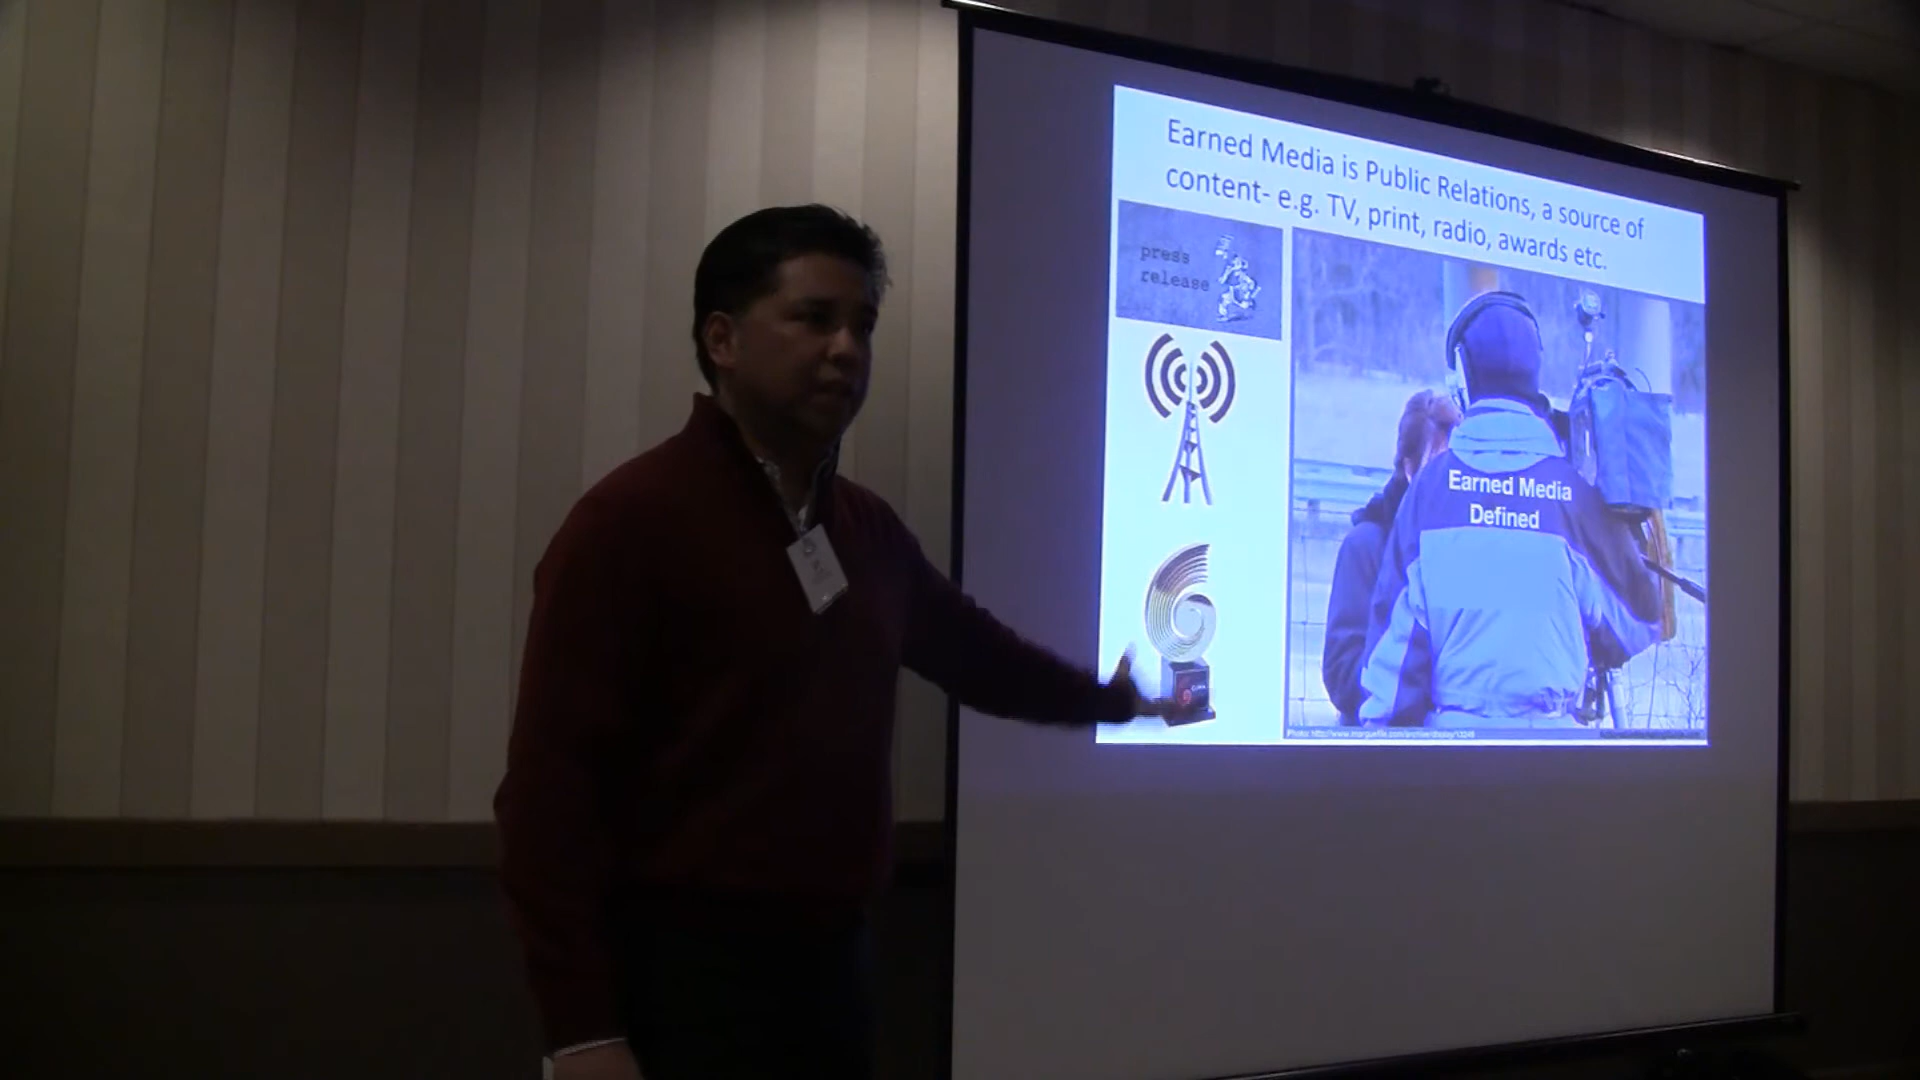 Earned Media is Public Relations, a source of
content- e.g. TV, print, radio, awards etc.
press
release
Earned Media
Defined